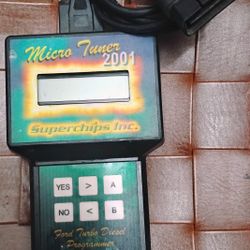 Micro Tuner
2001
Superchips Inc.
YES > A
NO < B
Ford Turbo Diesel
Programmer